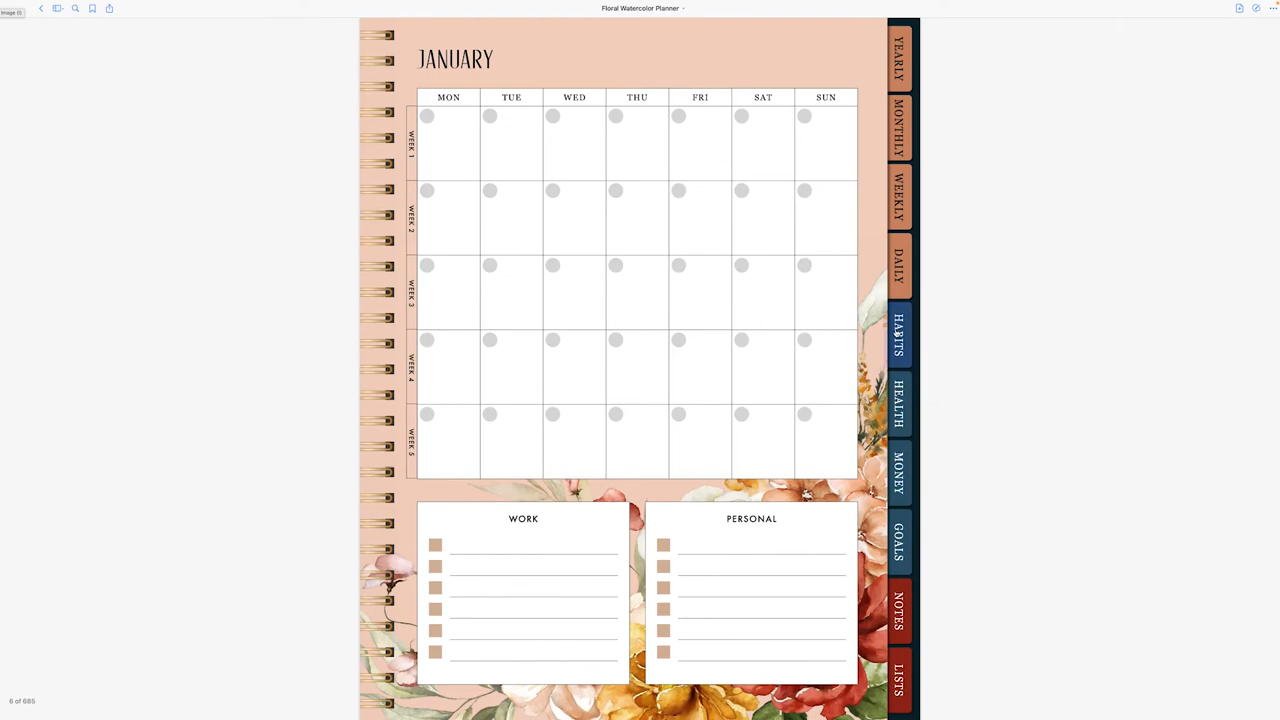 Image (I)
Floral Watercolor Planner
JANUARY
MON TUE WED THU FRI SAT SUN
WEEK 1
WEEK 2
WEEK 3
WEEK 4
WEEK 5
WORK
PERSONAL
YEARLY
MONTHLY
WEEKLY
DAILY
HABITS
HEALTH
MONEY
GOALS
NOTES
LISTS
6 of 685